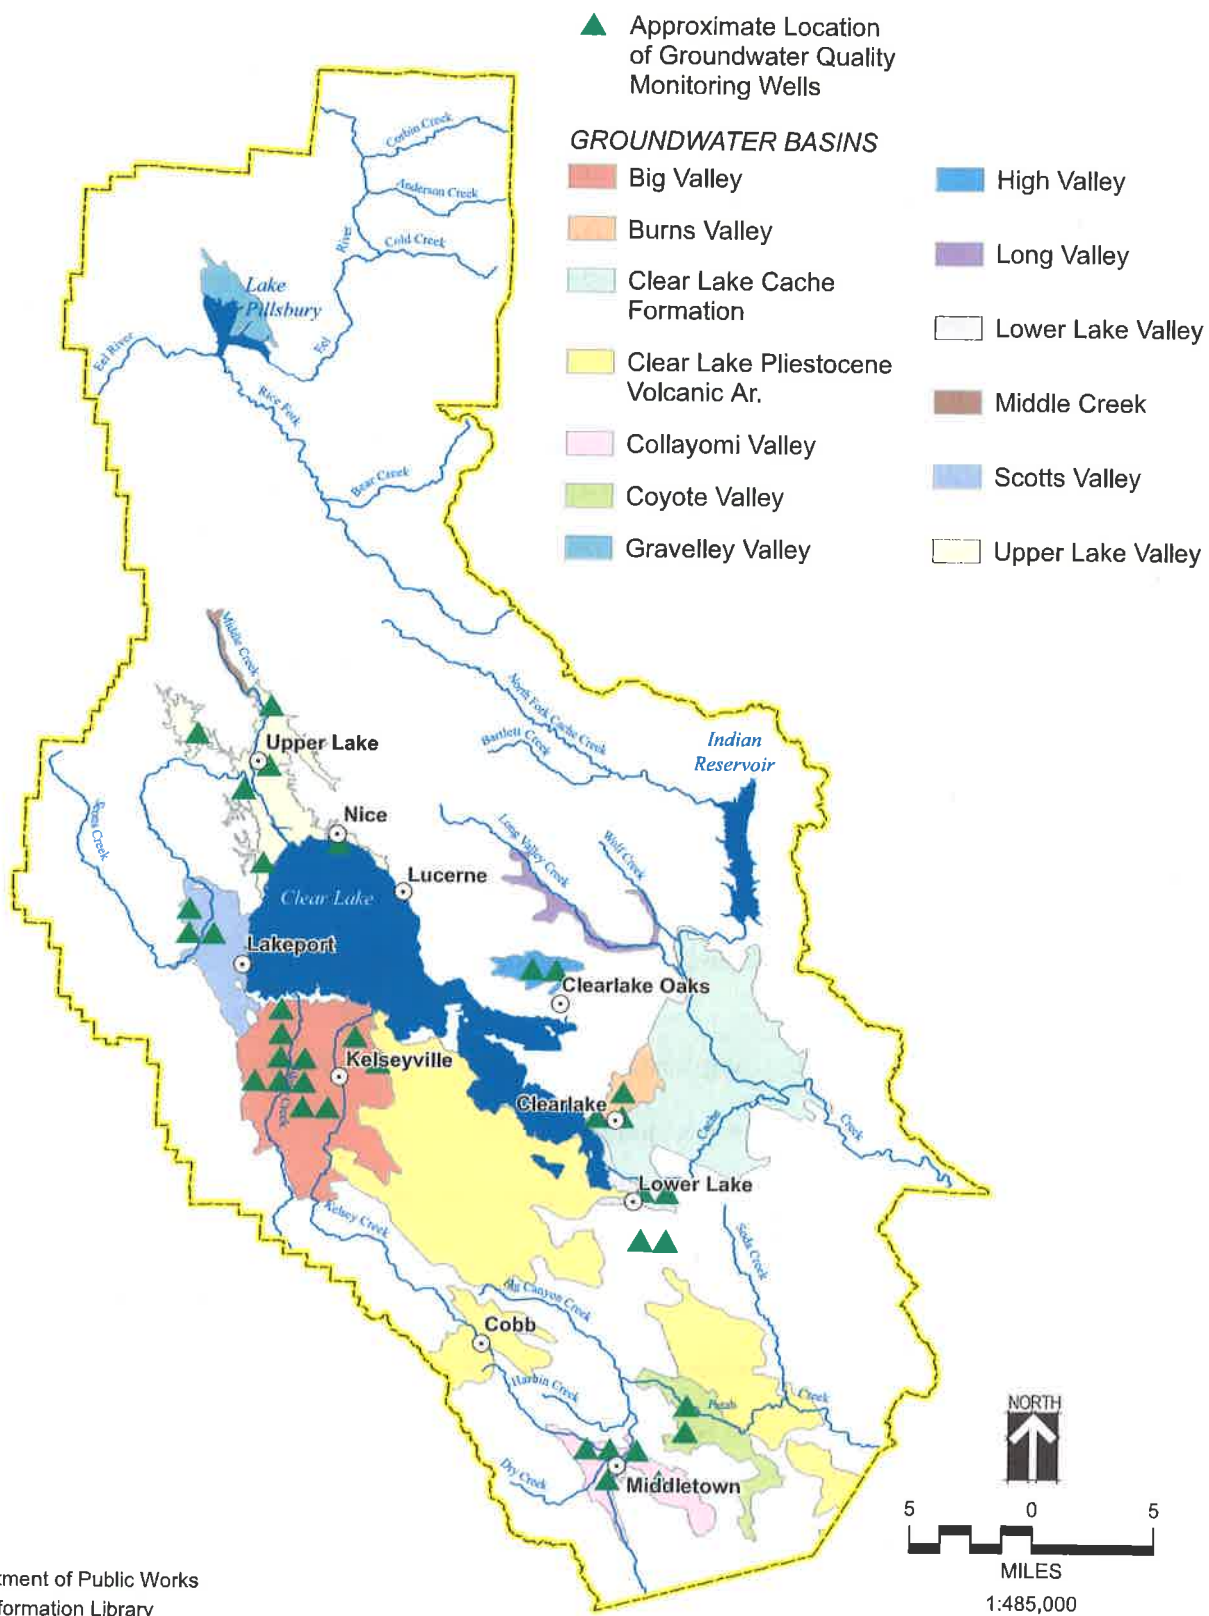 Approximate Location
of Groundwater Quality
Monitoring Wells
GROUNDWATER BASINS
Big Valley
Burns Valley
Clear Lake Cache
Formation
Clear Lake Pliestocene
Volcanic Ar.
Collayomi Valley
Coyote Valley
Gravelley Valley
High Valley
Long Valley
Lower Lake Valley
Middle Creek
Scotts Valley
Upper Lake Valley
Corbin Creek
Anderson Creek
Cold Creek
River
Eel
Lake
Pillsbury
Eel River
Rice Fork
Bear Creek
Middle Creek
North Fork Cache Creek
Bartlett Creek
Indian
Reservoir
Upper Lake
Nice
Long Valley Creek
Wolf Creek
Creek
Lucerne
Clear Lake
Lakeport
Clearlake Oaks
Kelseyville
Creek
Clearlake
Cache
Creek
Lower Lake
Kelsey Creek
Soda Creek
Canyon Creek
Cobb
Harbin Creek
Putah
Creek
Dry Creek
Middletown
NORTH
5 0 5
MILES
1:485,000
tment of Public Works
formation Library